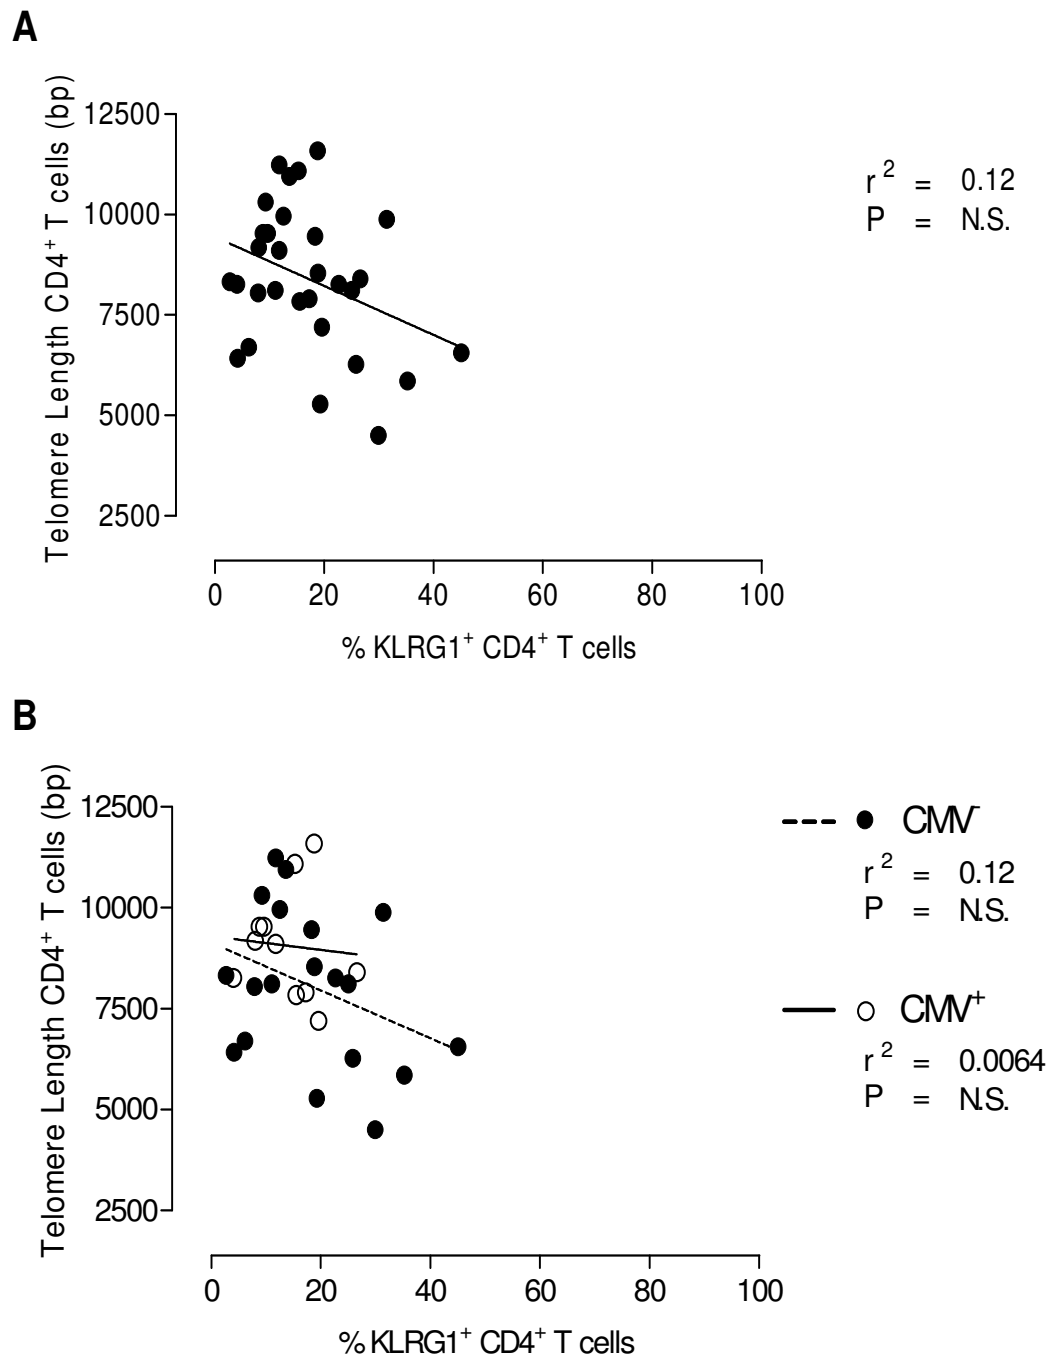 A
Telomere Length CD4⁺ T cells (bp)
12500
10000
7500
5000
2500
r² = 0.12
P = N.S.
0 20 40 60 80 100
% KLRG1⁺ CD4⁺ T cells
B
Telomere Length CD4⁺ T cells (bp)
12500
10000
7500
5000
2500
CMV⁻
r² = 0.12
P = N.S.
CMV⁺
r² = 0.0064
P = N.S.
0 20 40 60 80 100
% KLRG1⁺ CD4⁺ T cells